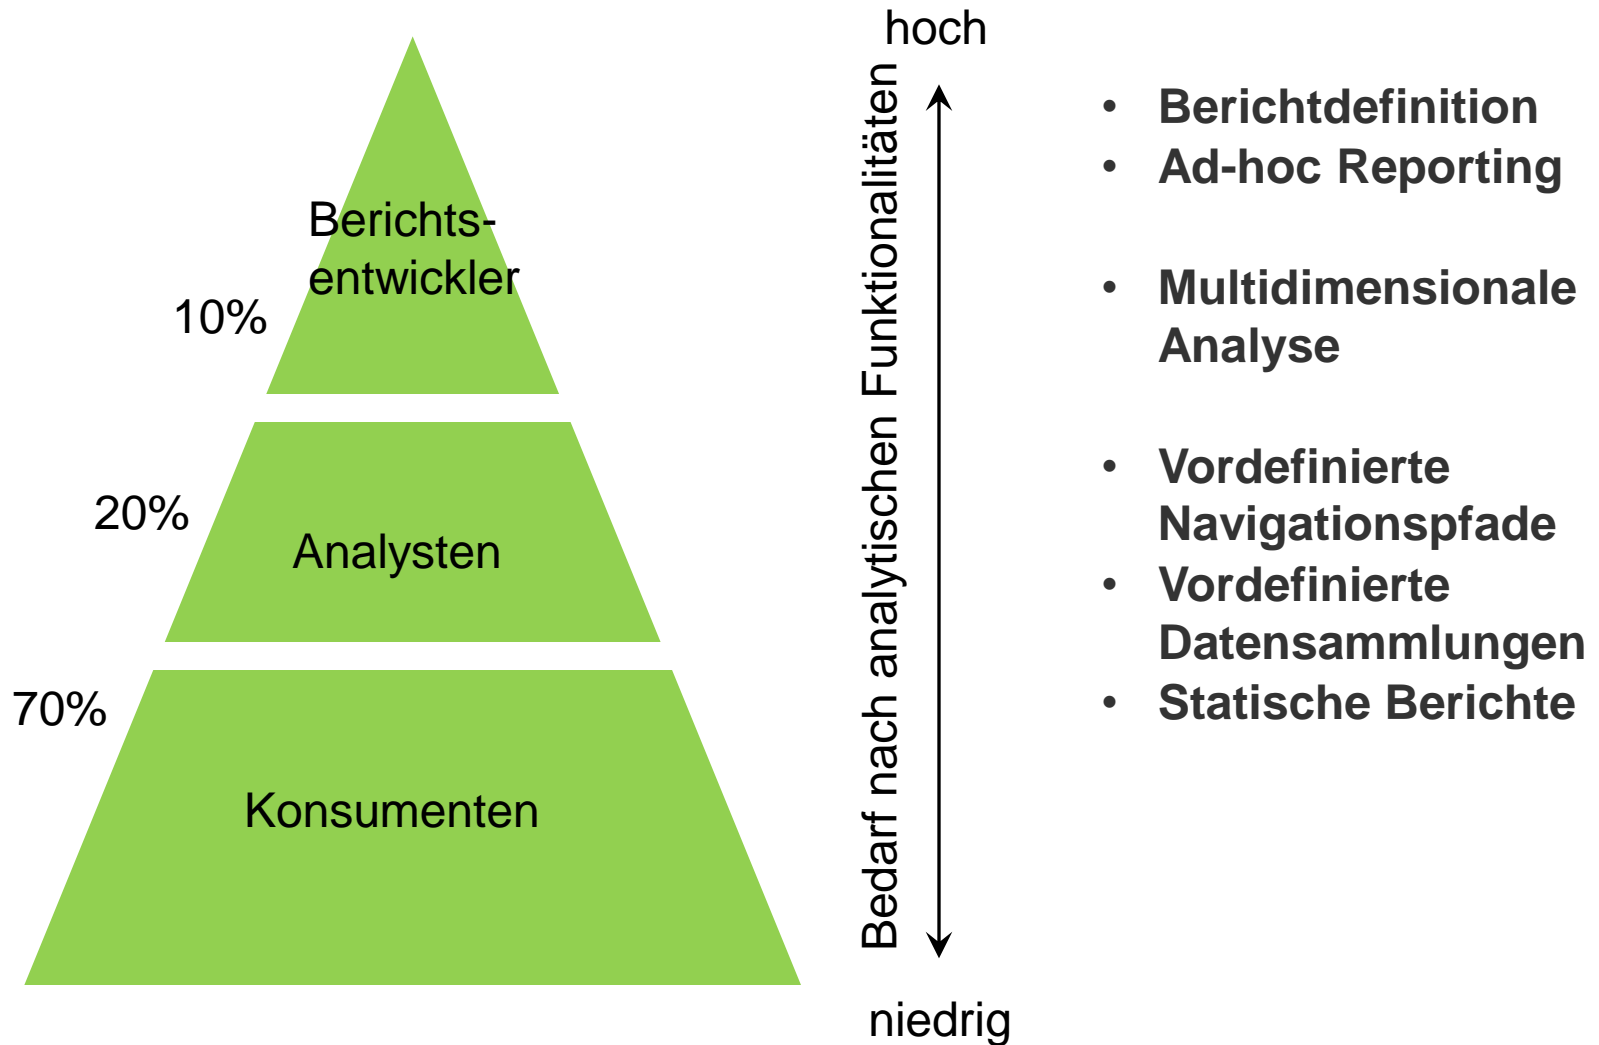 hoch
Berichts-
entwickler
10%
20%
Analysten
70%
Konsumenten
Bedarf nach analytischen Funktionalitäten
niedrig
• Berichtdefinition
• Ad-hoc Reporting
• Multidimensionale
Analyse
• Vordefinierte
Navigationspfade
• Vordefinierte
Datensammlungen
• Statische Berichte